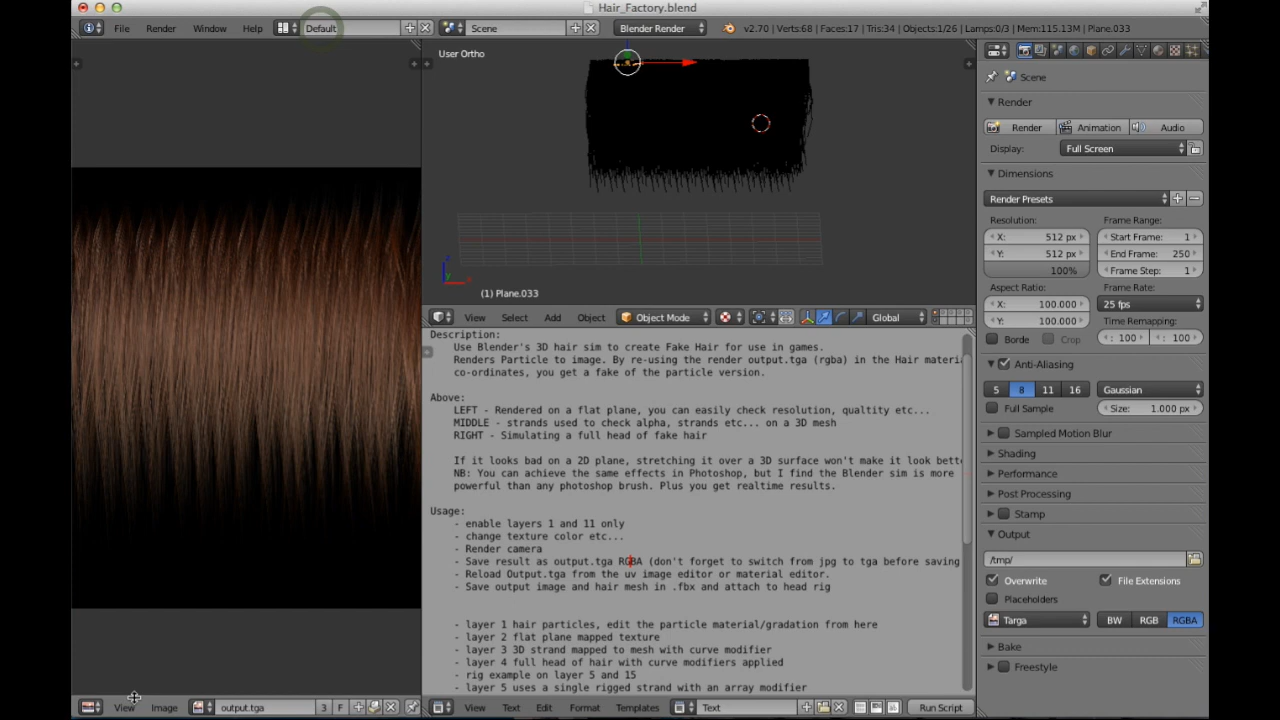 Hair_Factory.blend
File Render Window Help Default Scene Blender Render v2.70 | Verts:68 | Faces:17 | Tris:34 | Objects:1/26 | Lamps:0/3 | Mem:115.13M | Plane.033
User Ortho
(1) Plane.033
View Select Add Object Object Mode Global
Description:
Use Blender's 3D hair sim to create Fake Hair for use in games.
Renders Particle to image. By re-using the render output.tga (rgba) in the Hair materia
co-ordinates, you get a fake of the particle version.
Above:
LEFT - Rendered on a flat plane, you can easily check resolution, qualtity etc...
MIDDLE - strands used to check alpha, strands etc... on a 3D mesh
RIGHT - Simulating a full head of fake hair
If it looks bad on a 2D plane, stretching it over a 3D surface won't make it look bette
NB: You can achieve the same effects in Photoshop, but I find the Blender sim is more
powerful than any photoshop brush. Plus you get realtime results.
Usage:
- enable layers 1 and 11 only
- change texture color etc...
- Render camera
- Save result as output.tga RGBA (don't forget to switch from jpg to tga before saving
- Reload Output.tga from the uv image editor or material editor.
- Save output image and hair mesh in .fbx and attach to head rig
- layer 1 hair particles, edit the particle material/gradation from here
- layer 2 flat plane mapped texture
- layer 3 3D strand mapped to mesh with curve modifier
- layer 4 full head of hair with curve modifiers applied
- rig example on layer 5 and 15
- layer 5 uses a single rigged strand with an array modifier
View Image output.tga 3 F
View Text Edit Format Templates Text Run Script
Scene
Render
Render Animation Audio
Display: Full Screen
Dimensions
Render Presets
Resolution: Frame Range:
X: 512 px Start Frame: 1
Y: 512 px End Frame: 250
100% Frame Step: 1
Aspect Ratio: Frame Rate:
X: 100.000 25 fps
Y: 100.000 Time Remapping:
: 100 : 100
Borde Crop
Anti-Aliasing
5 8 11 16 Gaussian
Full Sample Size: 1.000 px
Sampled Motion Blur
Shading
Performance
Post Processing
Stamp
Output
/tmp/
Overwrite File Extensions
Placeholders
Targa BW RGB RGBA
Bake
Freestyle